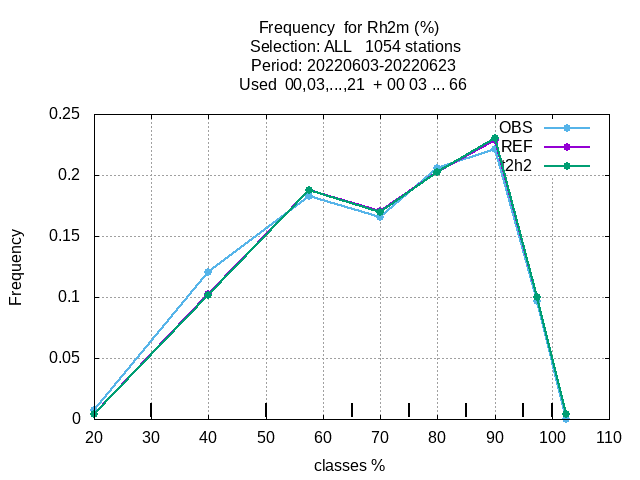 Frequency  for Rh2m (%)
Selection: ALL   1054 stations
Period: 20220603-20220623
Used  00,03,...,21  + 00 03 ... 66
0.25
0.2
0.15
0.1
0.05
0
Frequency
OBS
REF
t2h2
20 30 40 50 60 70 80 90 100 110
classes %